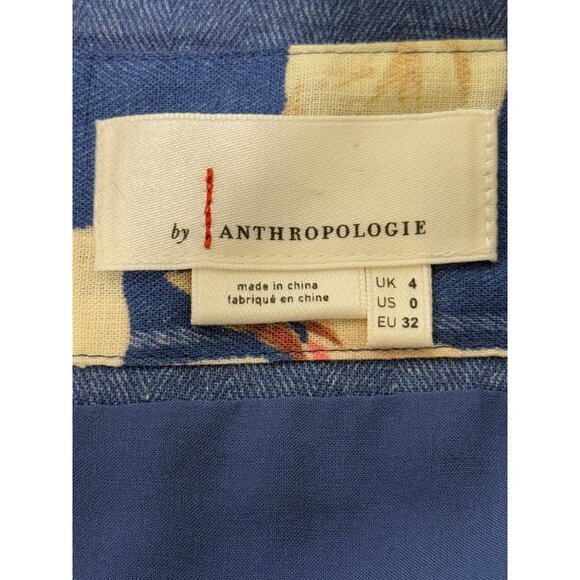 by ANTHROPOLOGIE
made in china
fabriqué en chine
UK 4
US 0
EU 32